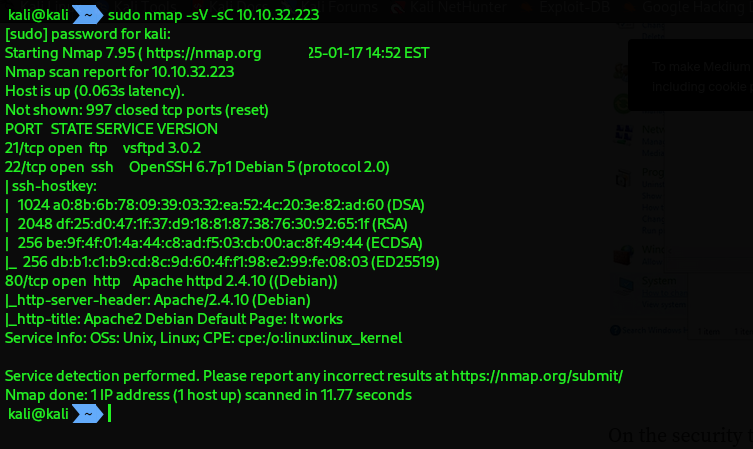 Forums Kali NetHunter Exploit-DB Google Hacking
kali@kali ~ sudo nmap -sV -sC 10.10.32.223
[sudo] password for kali:
Starting Nmap 7.95 ( https://nmap.org 25-01-17 14:52 EST
To make Medium
Nmap scan report for 10.10.32.223
including cookie
Host is up (0.063s latency).
Not shown: 997 closed tcp ports (reset)
PORT STATE SERVICE VERSION
21/tcp open ftp vsftpd 3.0.2
22/tcp open ssh OpenSSH 6.7p1 Debian 5 (protocol 2.0)
| ssh-hostkey:
| 1024 a0:8b:6b:78:09:39:03:32:ea:52:4c:20:3e:82:ad:60 (DSA)
| 2048 df:25:d0:47:1f:37:d9:18:81:87:38:76:30:92:65:1f (RSA)
| 256 be:9f:4f:01:4a:44:c8:ad:f5:03:cb:00:ac:8f:49:44 (ECDSA)
|_ 256 db:b1:c1:b9:cd:8c:9d:60:4f:f1:98:e2:99:fe:08:03 (ED25519)
80/tcp open http Apache httpd 2.4.10 ((Debian))
|_http-server-header: Apache/2.4.10 (Debian)
|_http-title: Apache2 Debian Default Page: It works
Service Info: OSs: Unix, Linux; CPE: cpe:/o:linux:linux_kernel
Service detection performed. Please report any incorrect results at https://nmap.org/submit/
Nmap done: 1 IP address (1 host up) scanned in 11.77 seconds
kali@kali ~
On the security